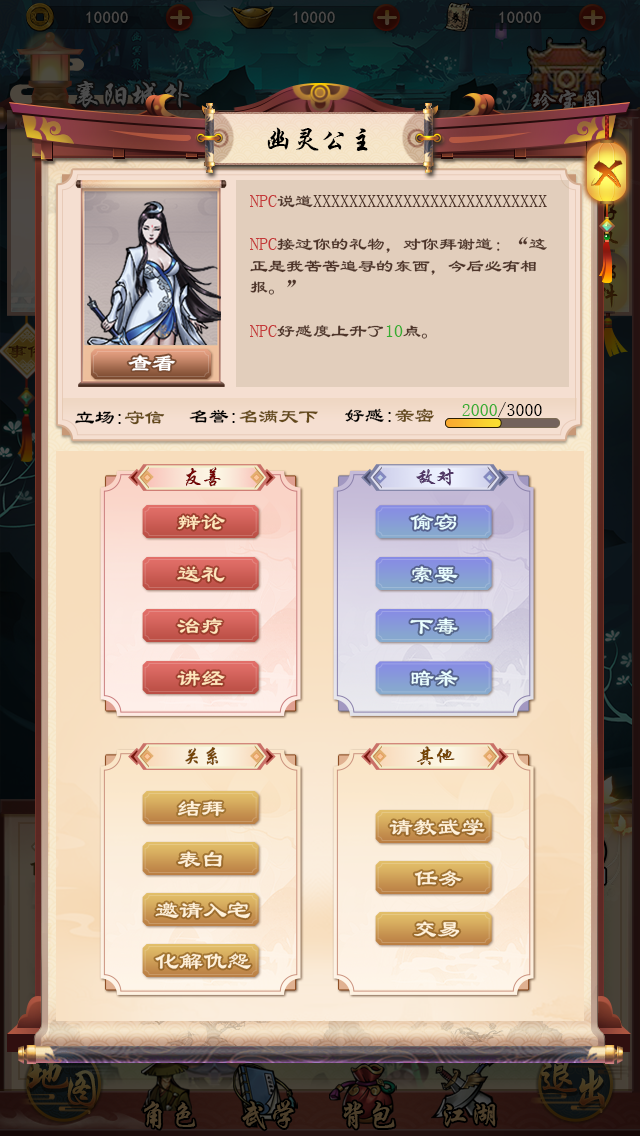 10000
10000
10000
襄阳城外
珍宝阁
幽灵公主
NPC说道XXXXXXXXXXXXXXXXXXXXXXXXXX
NPC接过你的礼物，对你拜谢道：“这
正是我苦苦追寻的东西，今后必有相
报。”
NPC好感度上升了10点。
查看
立场:守信
名誉:名满天下
好感:亲密
2000/3000
友善
辩论
送礼
治疗
讲经
敌对
偷窃
索要
下毒
暗杀
关系
结拜
表白
邀请入宅
化解仇怨
其他
请教武学
任务
交易
地图
角色
武学
背包
江湖
退出